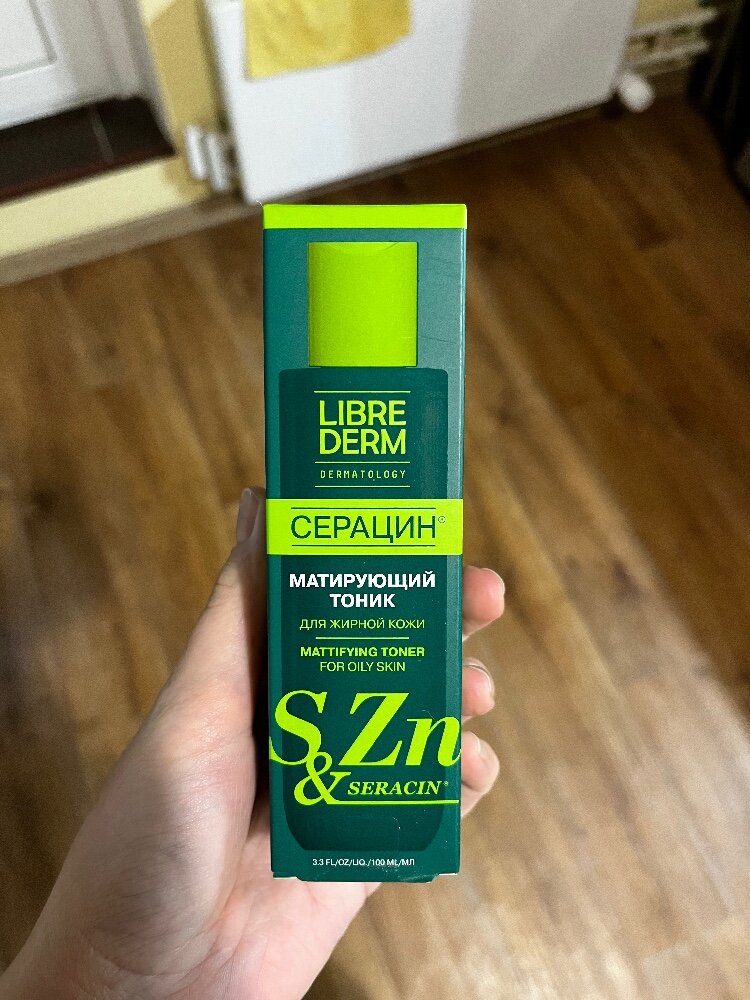 LIBRE
DERM
DERMATOLOGY
СЕРАЦИН®
МАТИРУЮЩИЙ
ТОНИК
ДЛЯ ЖИРНОЙ КОЖИ
MATTIFYING TONER
FOR OILY SKIN
S Zn
& SERACIN®
3.3 FL/OZ/LIQ./100 ML/МЛ